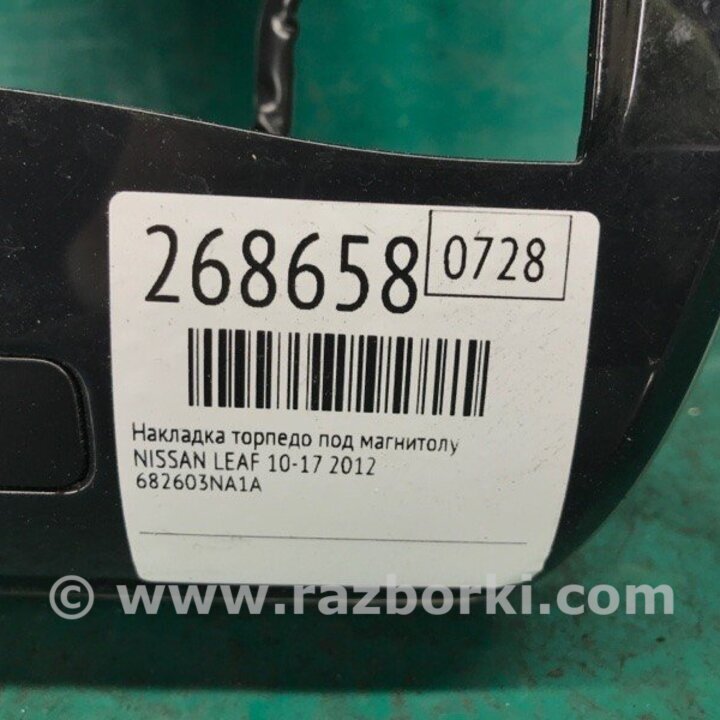 268658
0728
Накладка торпедо под магнитолу
NISSAN LEAF 10-17 2012
682603NA1A
© www.razborki.com